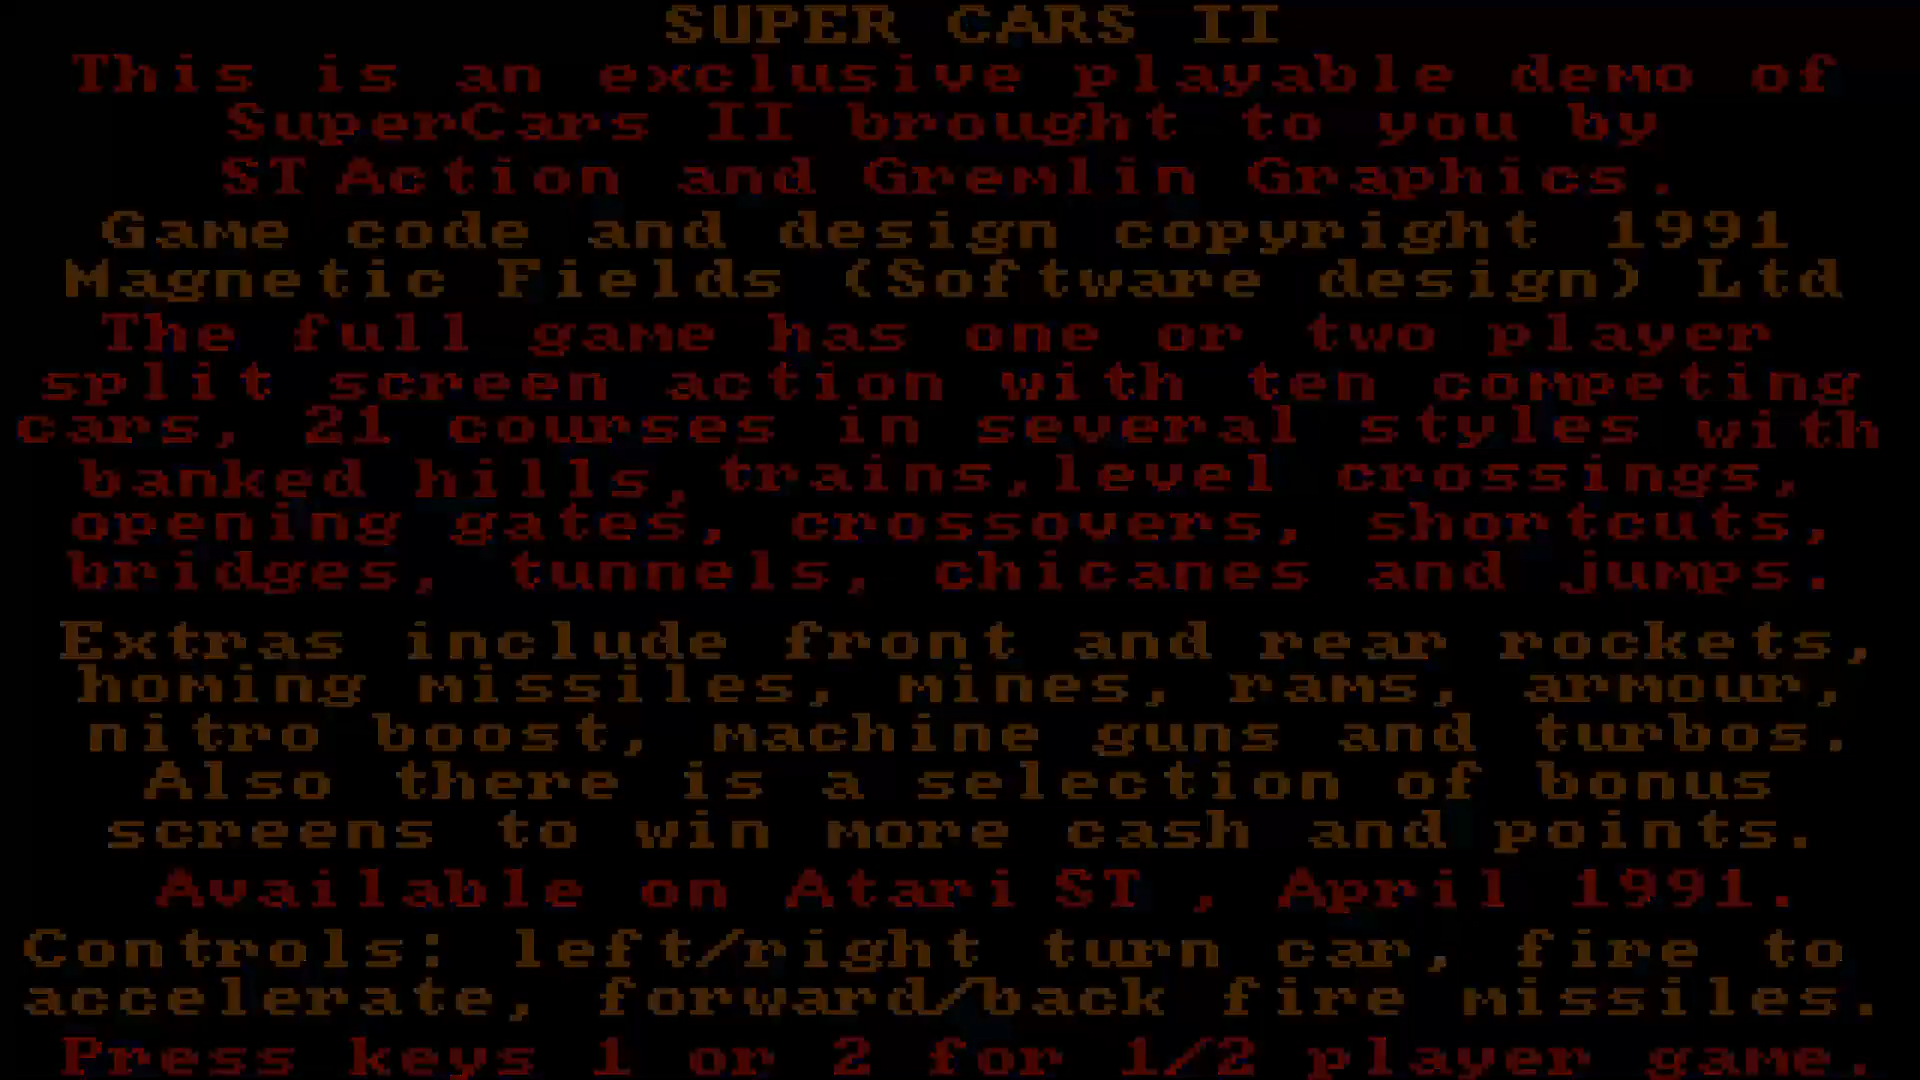 SUPER CARS II
This is an exclusive playable demo of
SuperCars II brought to you by
ST Action and Gremlin Graphics.
Game code and design copyright 1991
Magnetic Fields (Software design) Ltd
The full game has one or two player
split screen action with ten competing
cars, 21 courses in several styles with
banked hills, trains, level crossings,
opening gates, crossovers, shortcuts,
bridges, tunnels, chicanes and jumps.
Extras include front and rear rockets,
homing missiles, mines, rams, armour,
nitro boost, machine guns and turbos.
Also there is a selection of bonus
screens to win more cash and points.
Available on Atari ST , April 1991.
Controls: left/right turn car, fire to
accelerate, forward/back fire missiles.
Press keys 1 or 2 for 1/2 player game.